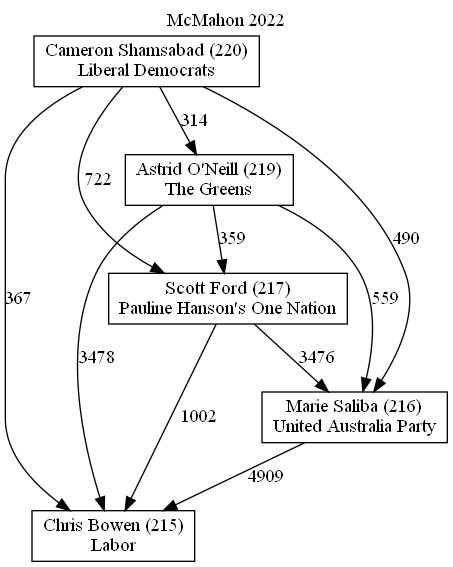 McMahon 2022
Cameron Shamsabad (220)
Liberal Democrats
314
Astrid O'Neill (219)
The Greens
722
359
490
367
Scott Ford (217)
Pauline Hanson's One Nation
559
3478
3476
1002
Marie Saliba (216)
United Australia Party
4909
Chris Bowen (215)
Labor